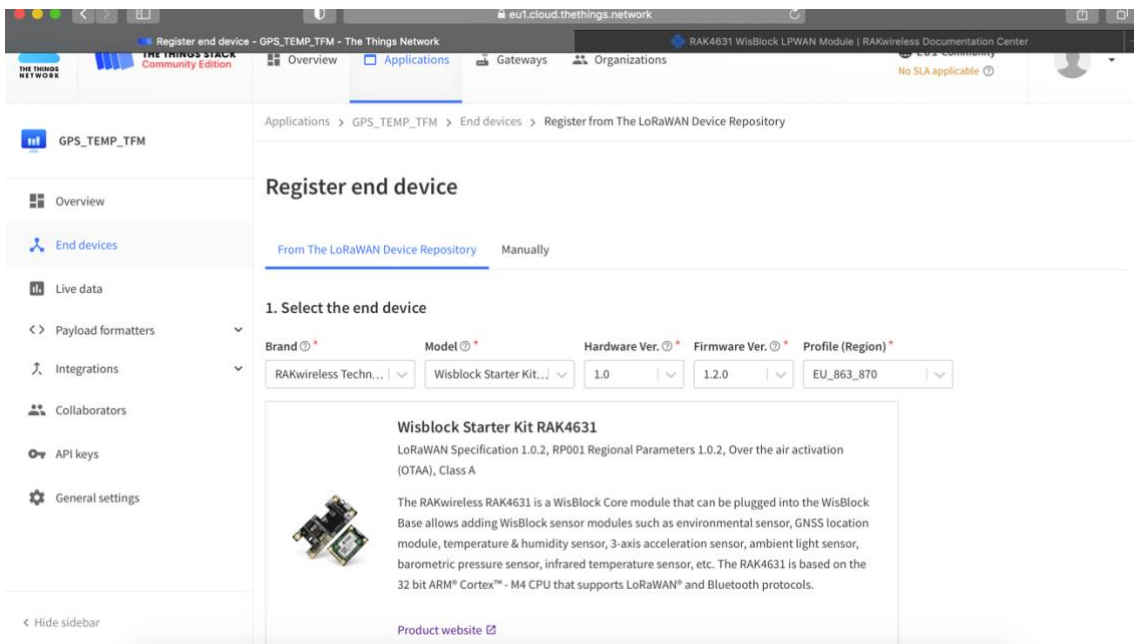 eu1.cloud.thethings.network
Register end device - GPS_TEMP_TFM - The Things Network
RAK4631 WisBlock LPWAN Module | RAKwireless Documentation Center
THE THINGS
NETWORK
THE THINGS STACK
Community Edition
Overview
Applications
Gateways
Organizations
EU1 Community
No SLA applicable
GPS_TEMP_TFM
Applications > GPS_TEMP_TFM > End devices > Register from The LoRaWAN Device Repository
Register end device
Overview
End devices
Live data
Payload formatters
Integrations
Collaborators
API keys
General settings
< Hide sidebar
From The LoRaWAN Device Repository
Manually
1. Select the end device
Brand *
Model *
Hardware Ver. *
Firmware Ver. *
Profile (Region) *
RAKwireless Techn...
Wisblock Starter Kit...
1.0
1.2.0
EU_863_870
Wisblock Starter Kit RAK4631
LoRaWAN Specification 1.0.2, RP001 Regional Parameters 1.0.2, Over the air activation
(OTAA), Class A
The RAKwireless RAK4631 is a WisBlock Core module that can be plugged into the WisBlock
Base allows adding WisBlock sensor modules such as environmental sensor, GNSS location
module, temperature & humidity sensor, 3-axis acceleration sensor, ambient light sensor,
barometric pressure sensor, infrared temperature sensor, etc. The RAK4631 is based on the
32 bit ARM® Cortex™ - M4 CPU that supports LoRaWAN® and Bluetooth protocols.
Product website